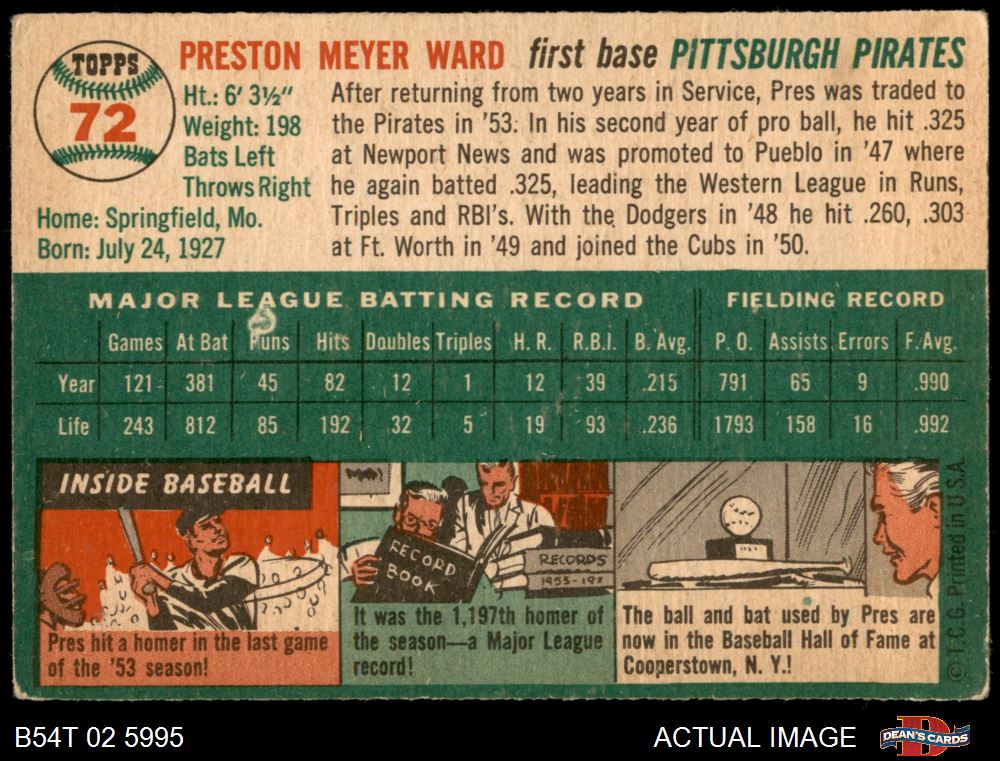 TOPPS
72
PRESTON MEYER WARD first base PITTSBURGH PIRATES
Ht.: 6' 3½"
Weight: 198
Bats Left
Throws Right
Home: Springfield, Mo.
Born: July 24, 1927
After returning from two years in Service, Pres was traded to
the Pirates in '53. In his second year of pro ball, he hit .325
at Newport News and was promoted to Pueblo in '47 where
he again batted .325, leading the Western League in Runs,
Triples and RBI's. With the Dodgers in '48 he hit .260, .303
at Ft. Worth in '49 and joined the Cubs in '50.
MAJOR LEAGUE BATTING RECORD FIELDING RECORD
Games At Bat Runs Hits Doubles Triples H. R. R.B.I. B. Avg. P. O. Assists Errors F. Avg.
Year 121 381 45 82 12 1 12 39 .215 791 65 9 .990
Life 243 812 85 192 32 5 19 93 .236 1793 158 16 .992
INSIDE BASEBALL
Pres hit a homer in the last game
of the '53 season!
RECORD
BOOK
RECORDS
It was the 1,197th homer of
the season—a Major League
record!
The ball and bat used by Pres are
now in the Baseball Hall of Fame at
Cooperstown, N. Y.!
© T. C. G. Printed in U.S.A.
B54T 02 5995
ACTUAL IMAGE
DEAN'S CARDS